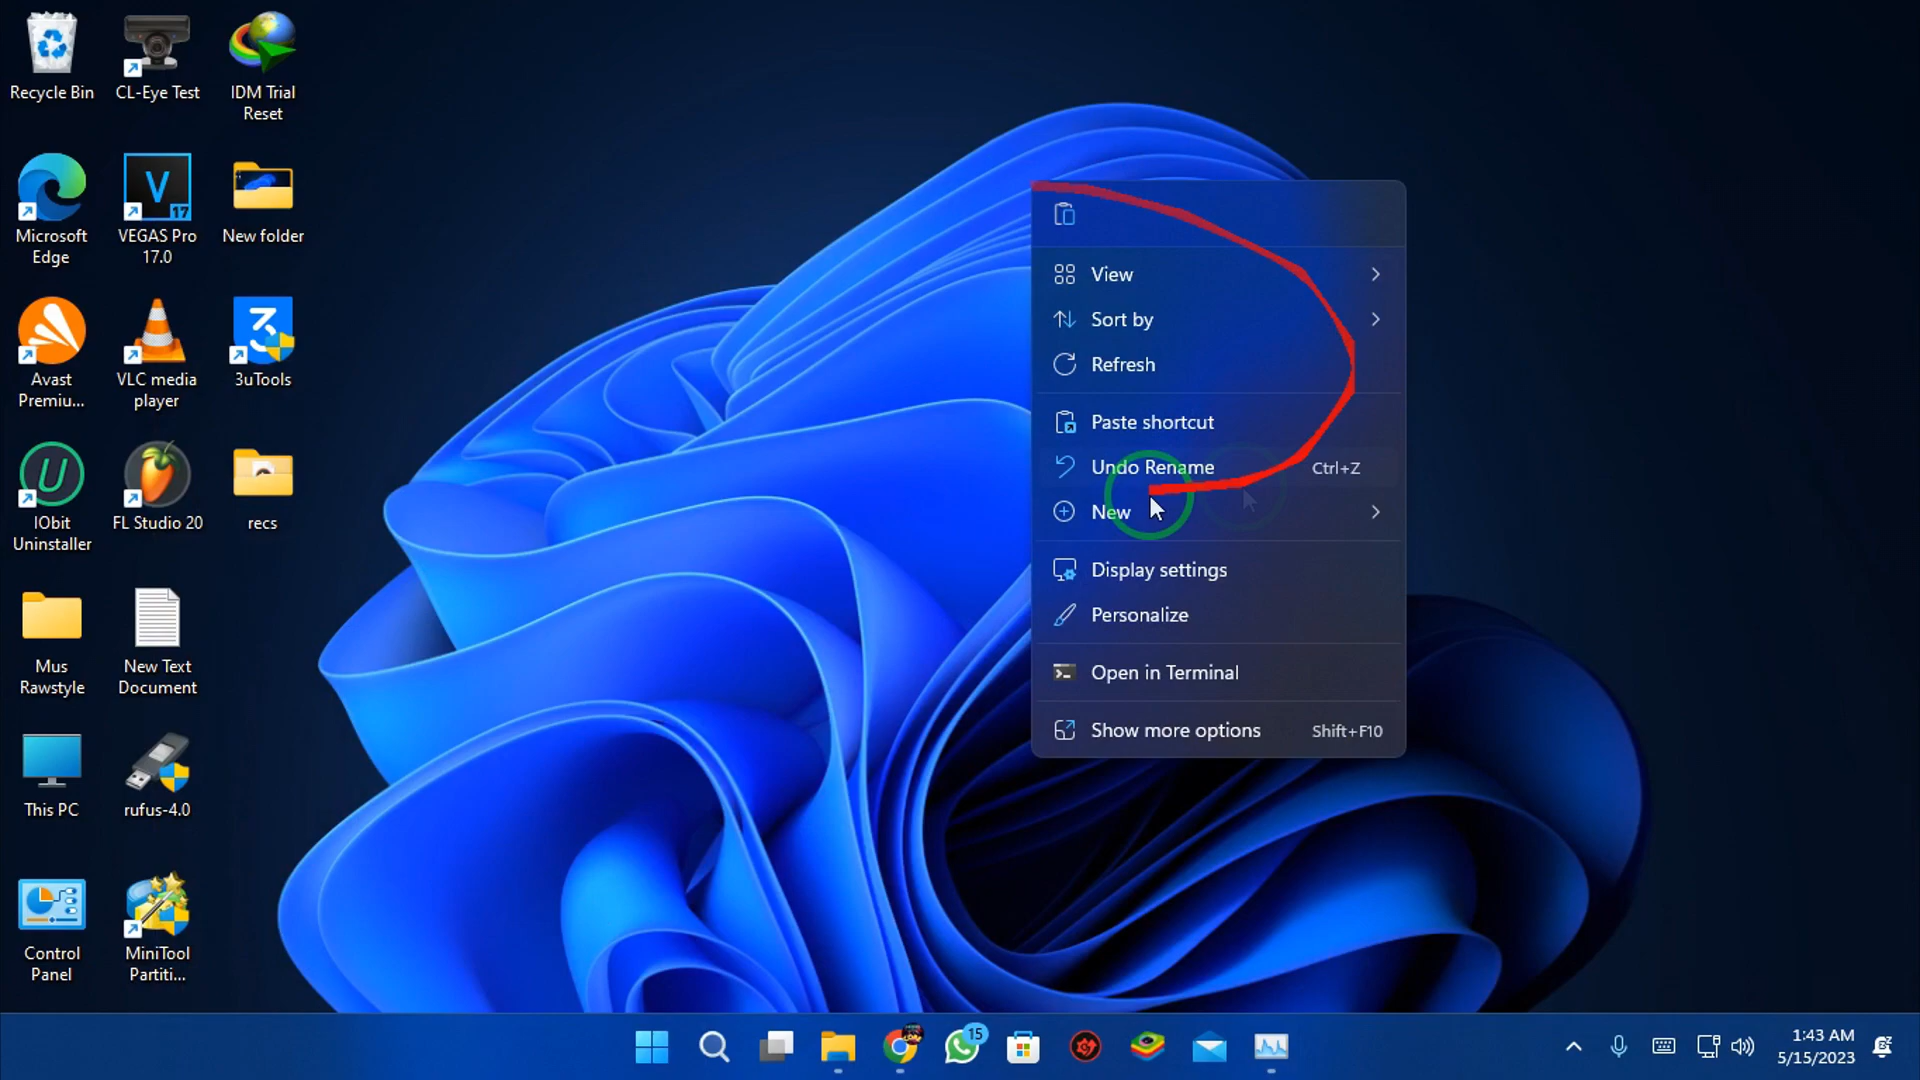 Recycle Bin
CL-Eye Test
IDM Trial
Reset
Microsoft
Edge
VEGAS Pro
17.0
New folder
Avast
Premiu...
VLC media
player
3uTools
IObit
Uninstaller
FL Studio 20
recs
Mus
Rawstyle
New Text
Document
This PC
rufus-4.0
Control
Panel
MiniTool
Partiti...
View
Sort by
Refresh
Paste shortcut
Undo Rename Ctrl+Z
New
Display settings
Personalize
Open in Terminal
Show more options Shift+F10
15
1:43 AM
5/15/2023